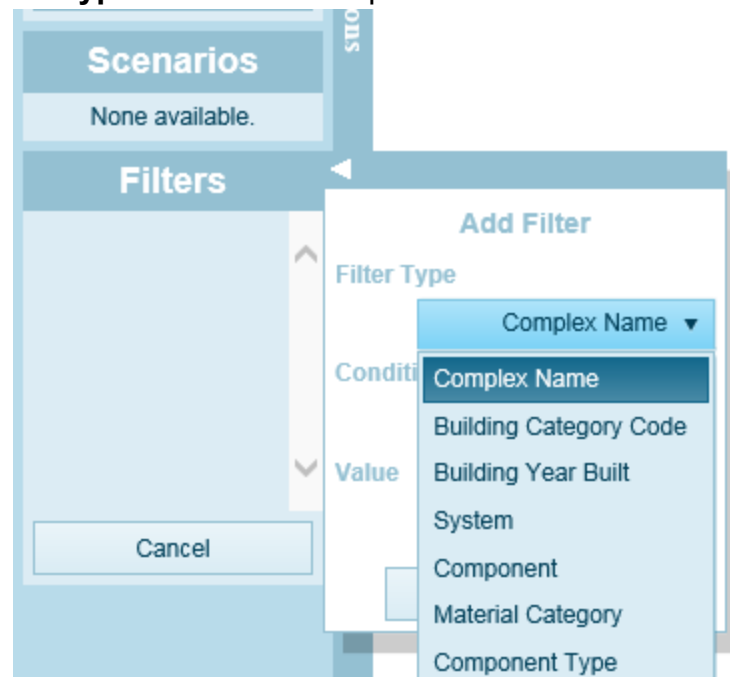 Scenarios
None available.
Filters
Add Filter
Filter Type
Complex Name
Complex Name
Building Category Code
Value
Building Year Built
System
Cancel
Component
Material Category
Component Type